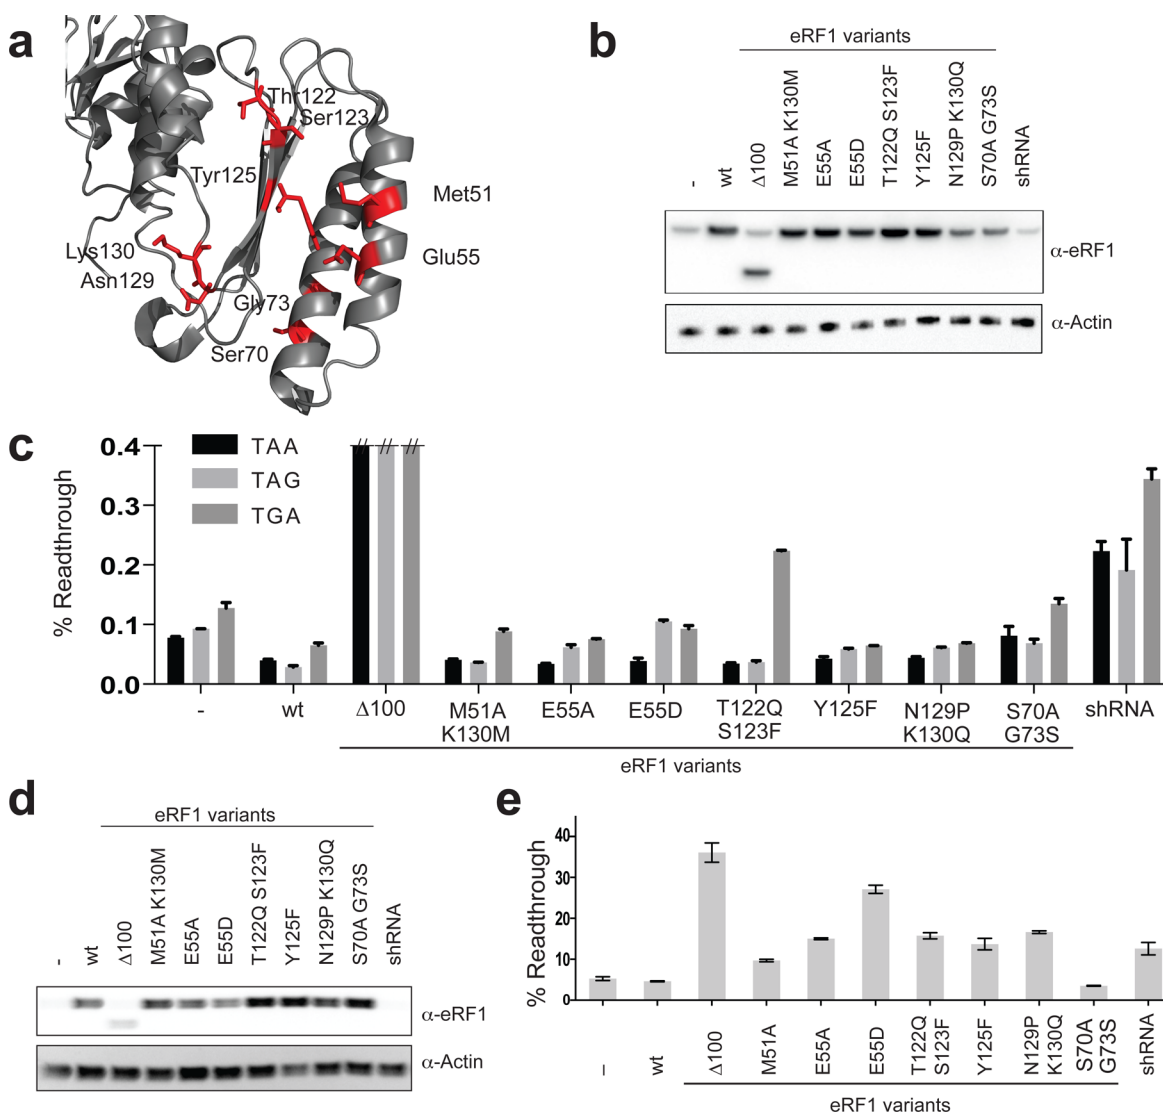 a
Thr122
Ser123
Tyr125
Met51
Lys130
Glu55
Asn129
Gly73
Ser70
b
eRF1 variants
-
wt
Δ100
M51A K130M
E55A
E55D
T122Q S123F
Y125F
N129P K130Q
S70A G73S
shRNA
α-eRF1
α-Actin
c
% Readthrough
0.4
0.3
0.2
0.1
0.0
TAA
TAG
TGA
-
wt
Δ100
M51A
K130M
E55A
E55D
T122Q
S123F
Y125F
N129P
K130Q
S70A
G73S
shRNA
eRF1 variants
d
eRF1 variants
-
wt
Δ100
M51A K130M
E55A
E55D
T122Q S123F
Y125F
N129P K130Q
S70A G73S
shRNA
α-eRF1
α-Actin
e
% Readthrough
40
30
20
10
0
–
wt
Δ100
M51A
E55A
E55D
T122Q
S123F
Y125F
N129P
K130Q
S70A
G73S
shRNA
eRF1 variants